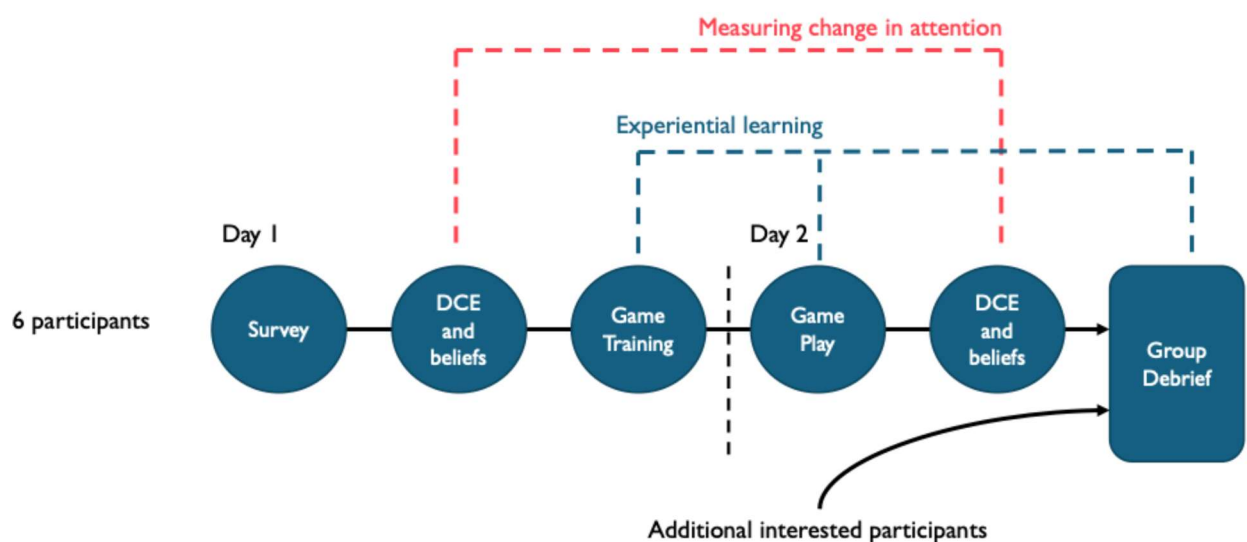 Measuring change in attention
Experiential learning
Day 1
Day 2
6 participants
Survey
DCE
and
beliefs
Game
Training
Game
Play
DCE
and
beliefs
Group
Debrief
Additional interested participants